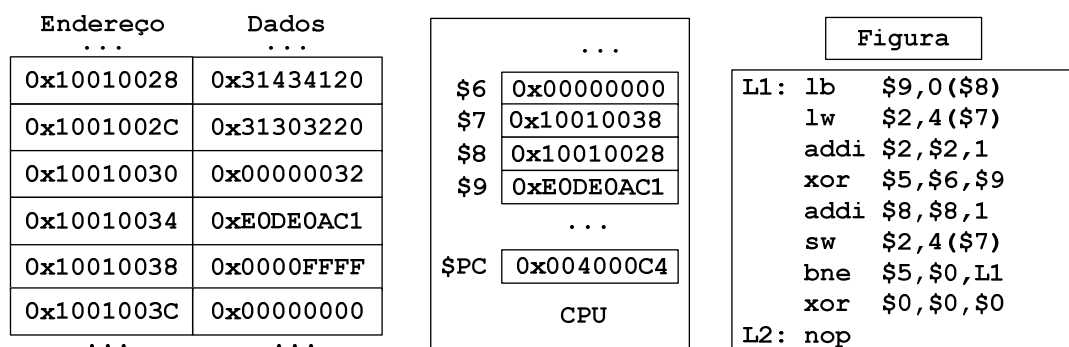 Endereço Dados
... ...
0x10010028 0x31434120
0x1001002C 0x31303220
0x10010030 0x00000032
0x10010034 0xE0DE0AC1
0x10010038 0x0000FFFF
0x1001003C 0x00000000
... ...
...
$6 0x00000000
$7 0x10010038
$8 0x10010028
$9 0xE0DE0AC1
...
$PC 0x004000C4
CPU
Figura
L1: lb $9,0($8)
lw $2,4($7)
addi $2,$2,1
xor $5,$6,$9
addi $8,$8,1
sw $2,4($7)
bne $5,$0,L1
xor $0,$0,$0
L2: nop